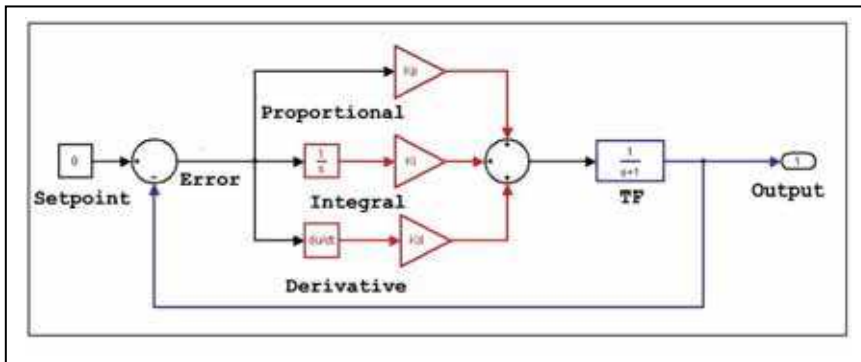 Kp
Proportional
0
Setpoint
Error
1
s
Ki
Integral
du/dt
Kd
Derivative
1
s+1
TF
1
Output